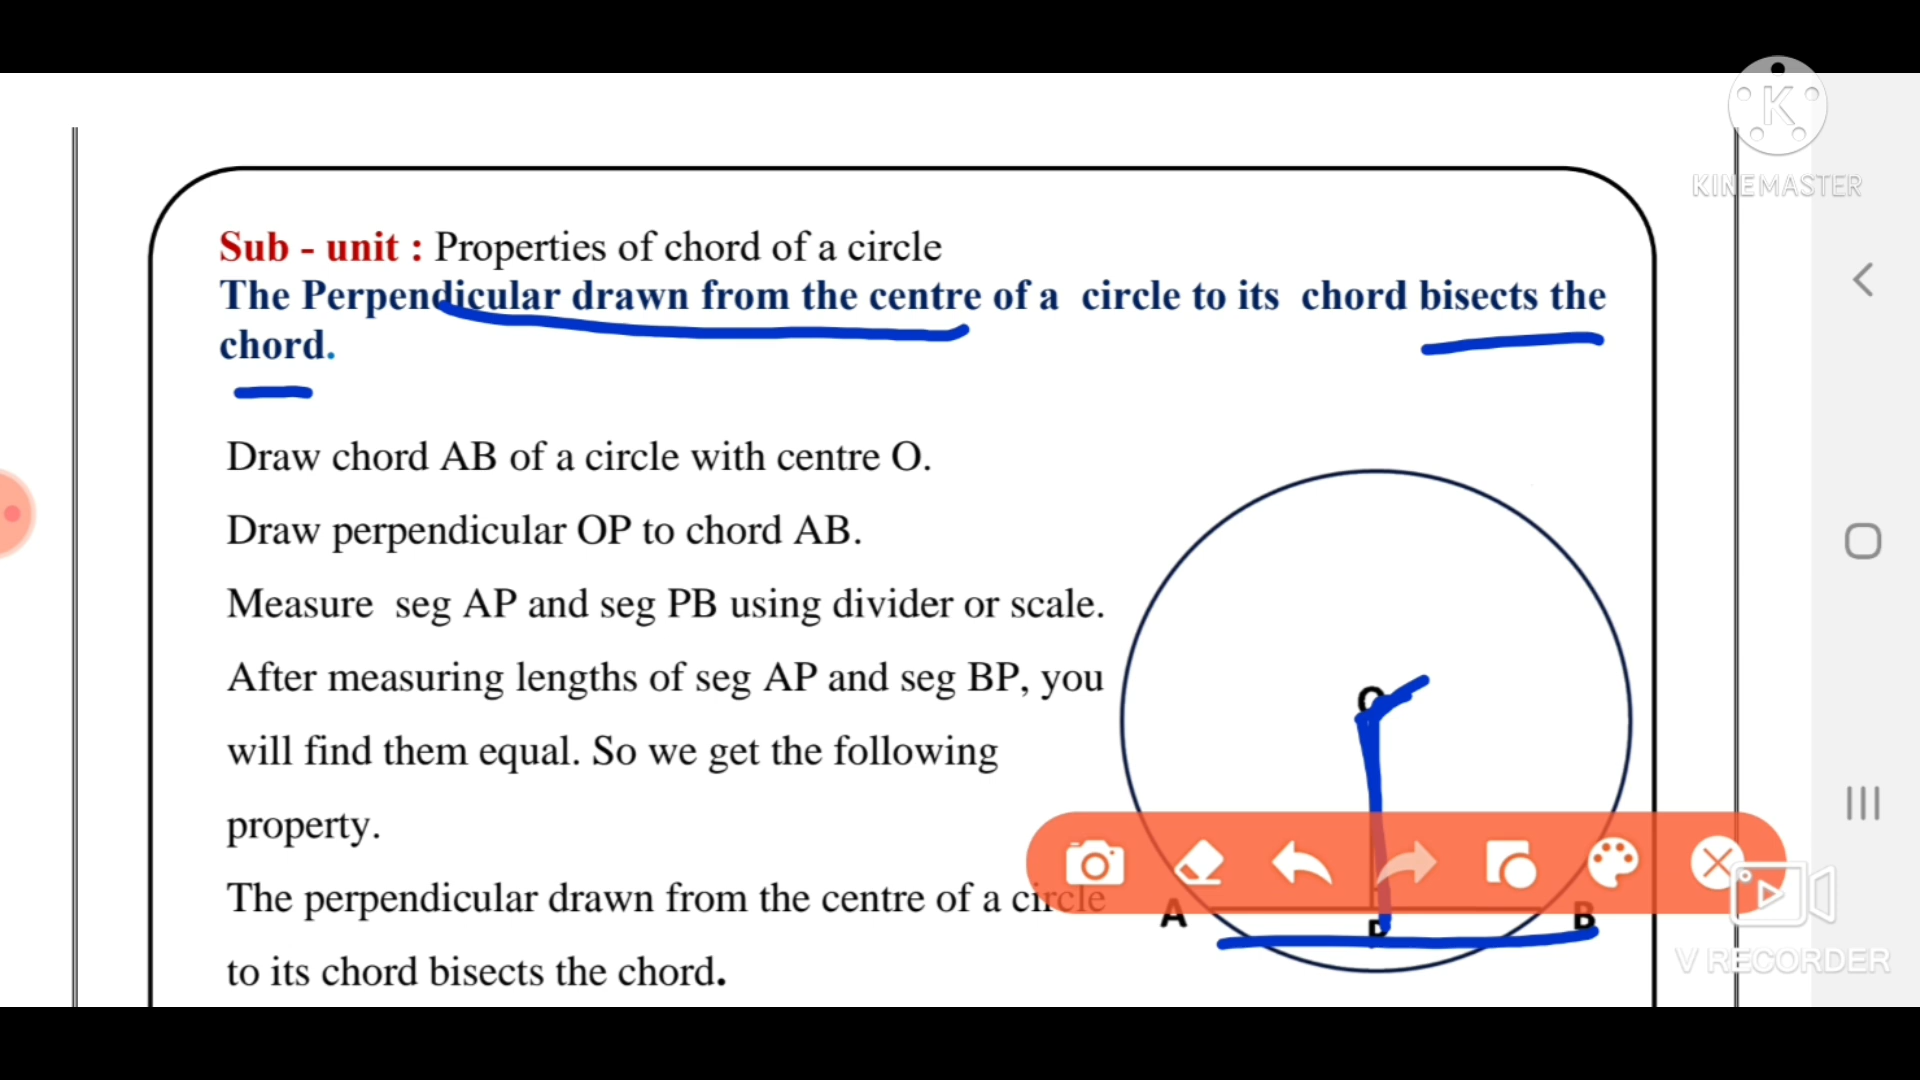 K
KINEMASTER
Sub - unit : Properties of chord of a circle
The Perpendicular drawn from the centre of a circle to its chord bisects the
chord.
Draw chord AB of a circle with centre O.
Draw perpendicular OP to chord AB.
Measure seg AP and seg PB using divider or scale.
After measuring lengths of seg AP and seg BP, you
will find them equal. So we get the following
property.
The perpendicular drawn from the centre of a circle
to its chord bisects the chord.
O
A
P
B
V RECORDER